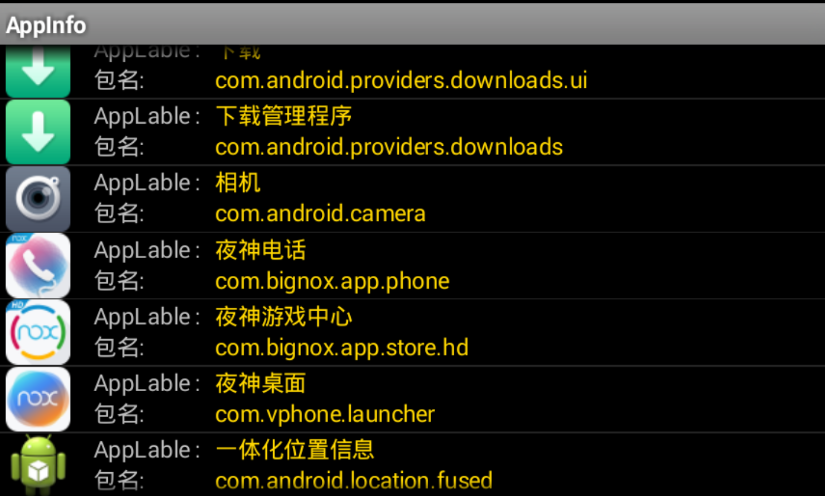 AppInfo
AppLable: 下载
包名: com.android.providers.downloads.ui
AppLable: 下载管理程序
包名: com.android.providers.downloads
AppLable: 相机
包名: com.android.camera
nox
AppLable: 夜神电话
包名: com.bignox.app.phone
HD
nox
AppLable: 夜神游戏中心
包名: com.bignox.app.store.hd
nox
AppLable: 夜神桌面
包名: com.vphone.launcher
AppLable: 一体化位置信息
包名: com.android.location.fused